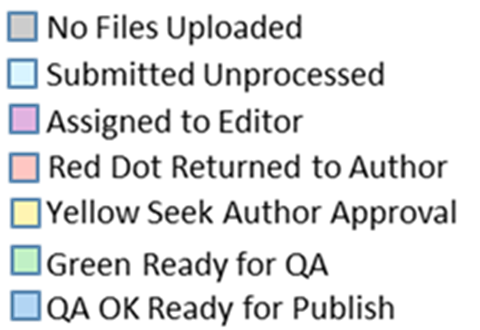 No Files Uploaded
Submitted Unprocessed
Assigned to Editor
Red Dot Returned to Author
Yellow Seek Author Approval
Green Ready for QA
QA OK Ready for Publish